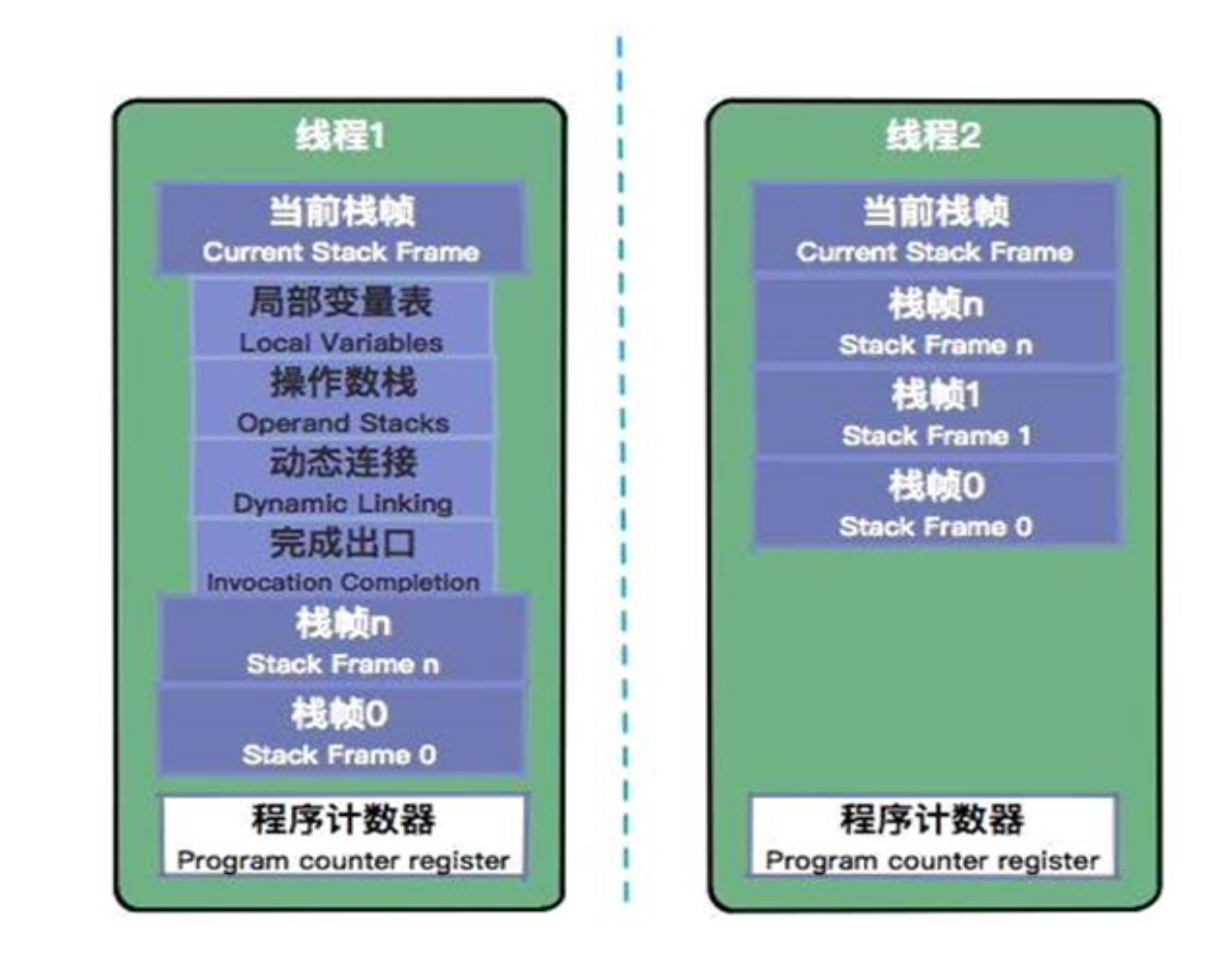 线程1
当前栈帧
Current Stack Frame
局部变量表
Local Variables
操作数栈
Operand Stacks
动态连接
Dynamic Linking
完成出口
Invocation Completion
栈帧n
Stack Frame n
栈帧0
Stack Frame 0
程序计数器
Program counter register
线程2
当前栈帧
Current Stack Frame
栈帧n
Stack Frame n
栈帧1
Stack Frame 1
栈帧0
Stack Frame 0
程序计数器
Program counter register